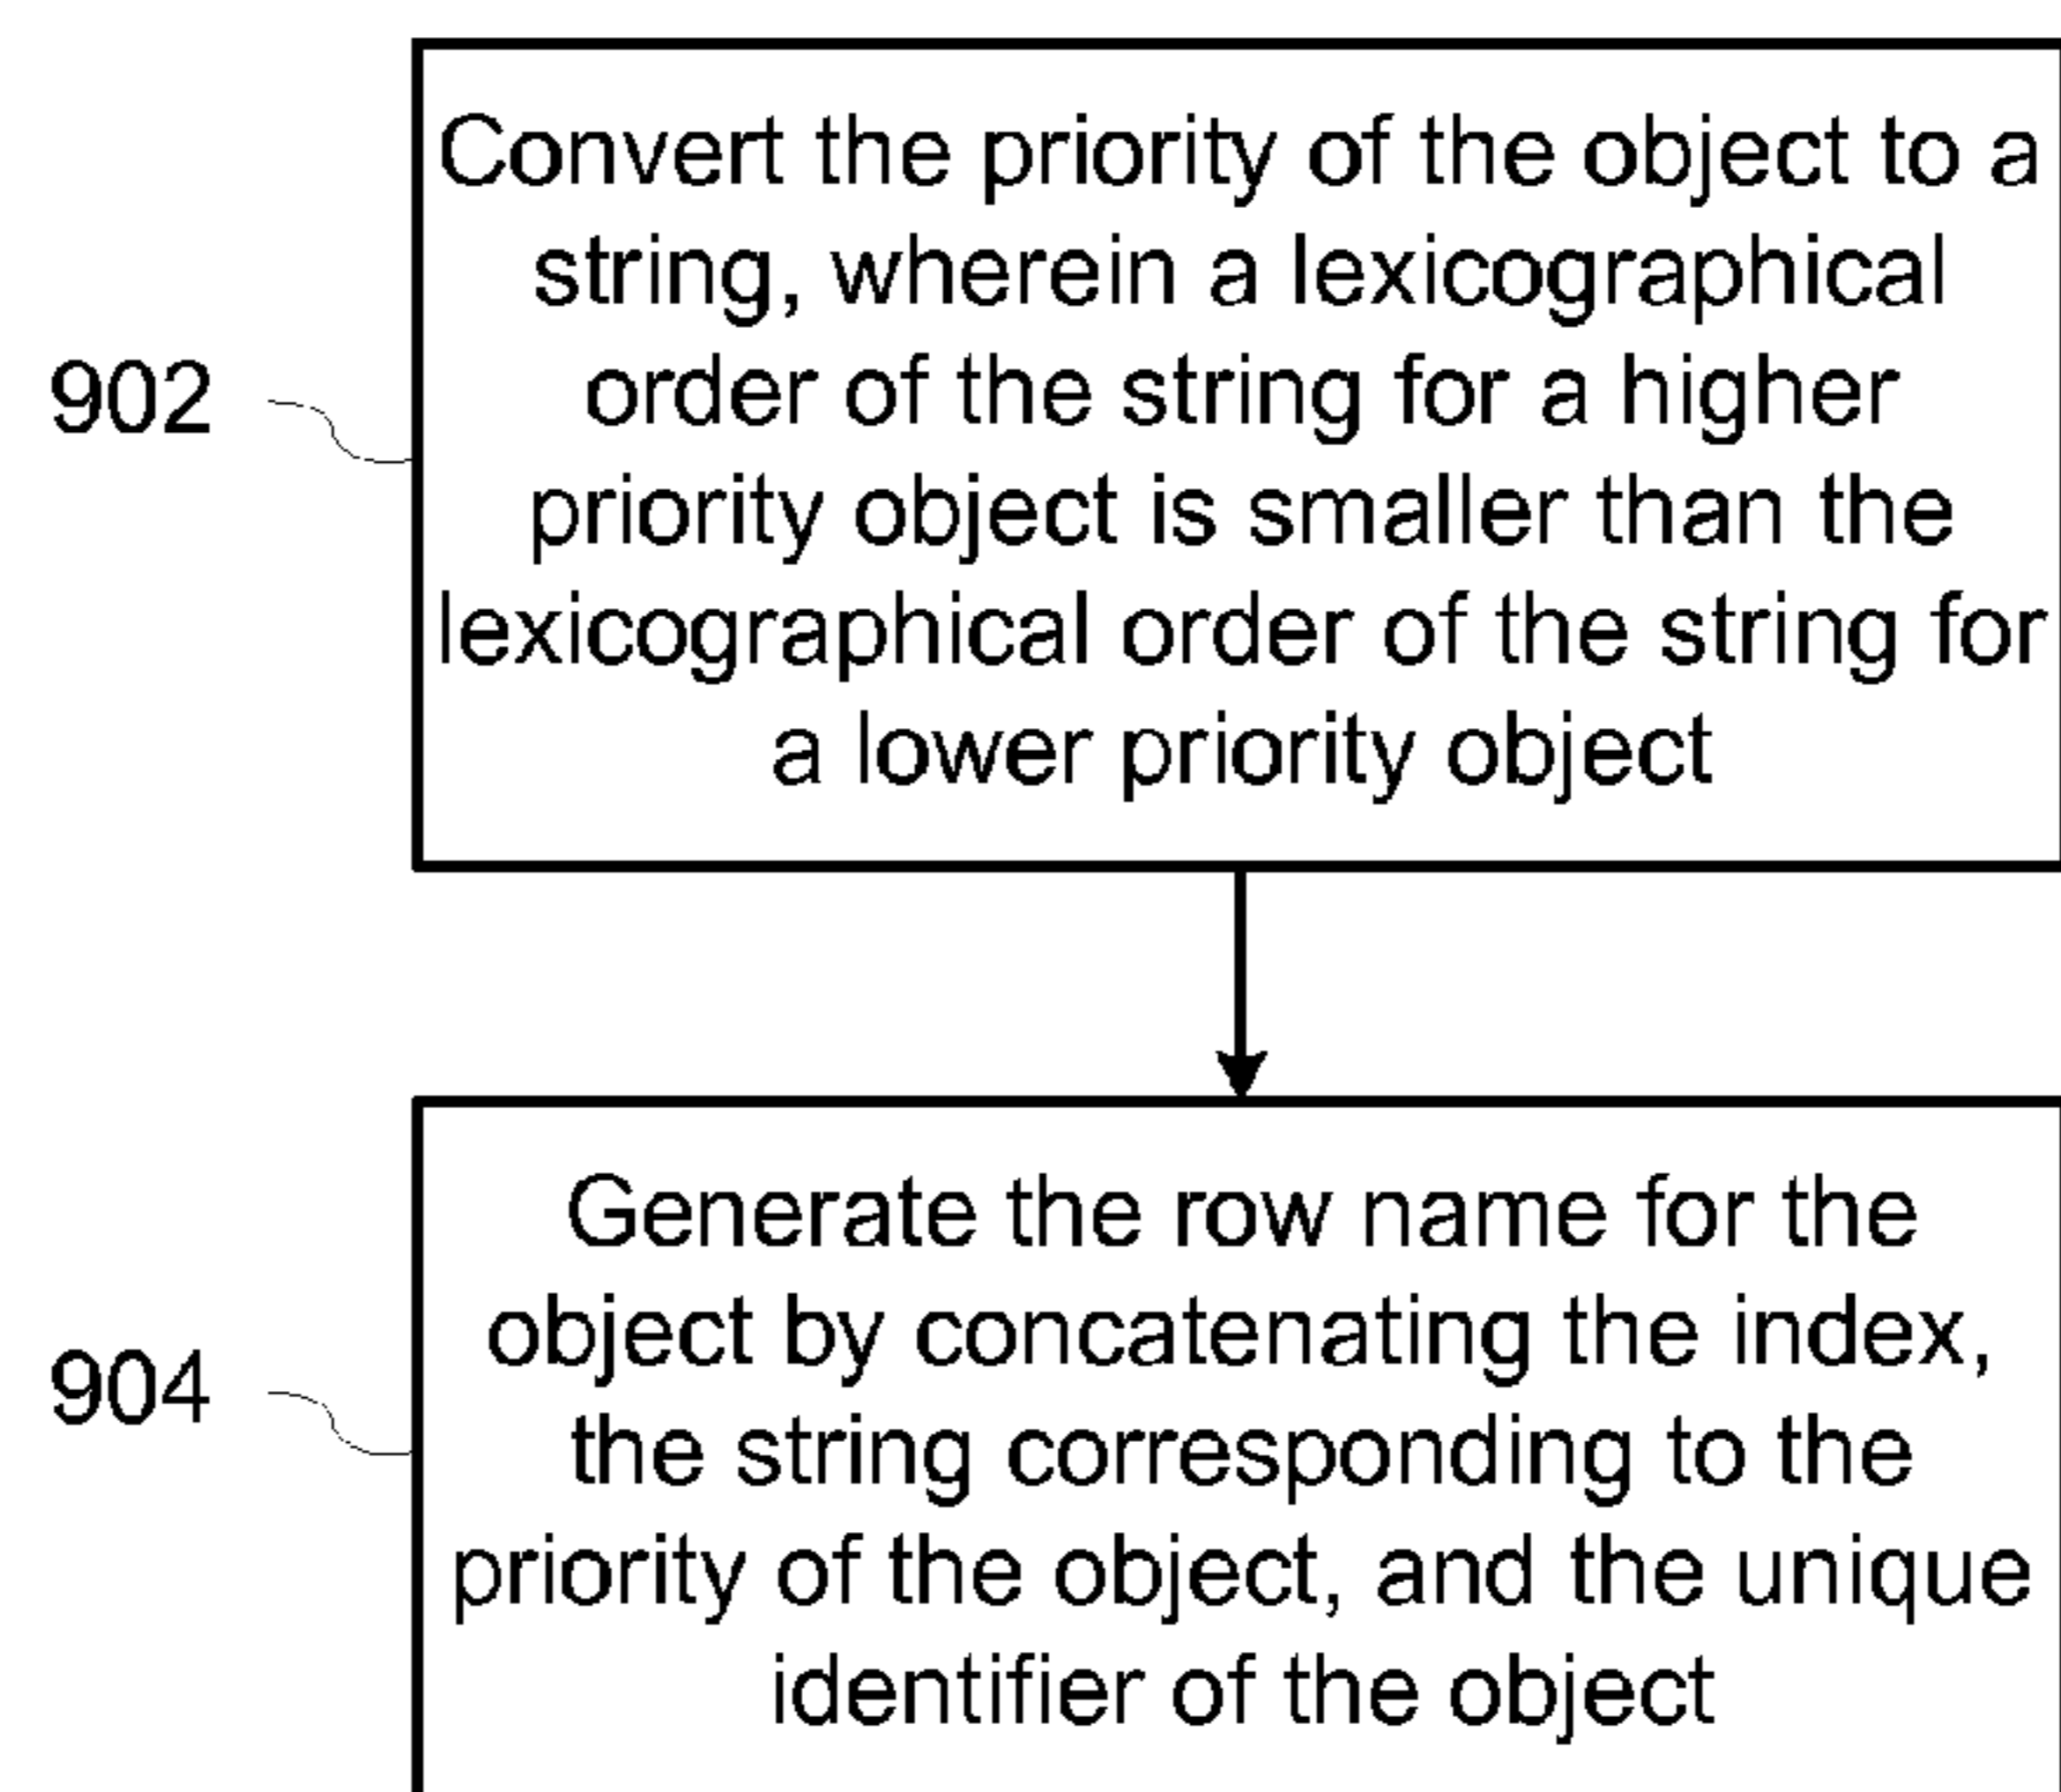 Convert the priority of the object to a
string, wherein a lexicographical
order of the string for a higher
priority object is smaller than the
lexicographical order of the string for
a lower priority object
902
Generate the row name for the
object by concatenating the index,
the string corresponding to the
priority of the object, and the unique
identifier of the object
904